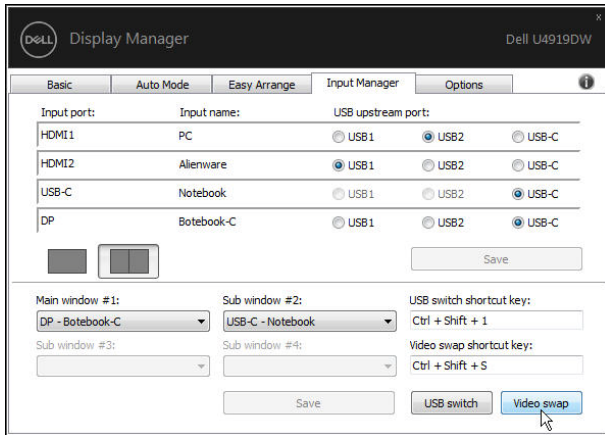 x
DELL Display Manager Dell U4919DW
Basic Auto Mode Easy Arrange Input Manager Options i
Input port: Input name: USB upstream port:
HDMI1 PC USB1 USB2 USB-C
HDMI2 Alienware USB1 USB2 USB-C
USB-C Notebook USB1 USB2 USB-C
DP Botebook-C USB1 USB2 USB-C
Save
Main window #1: Sub window #2: USB switch shortcut key:
DP - Botebook-C USB-C - Notebook Ctrl + Shift + 1
Sub window #3: Sub window #4: Video swap shortcut key:
Ctrl + Shift + S
Save USB switch Video swap